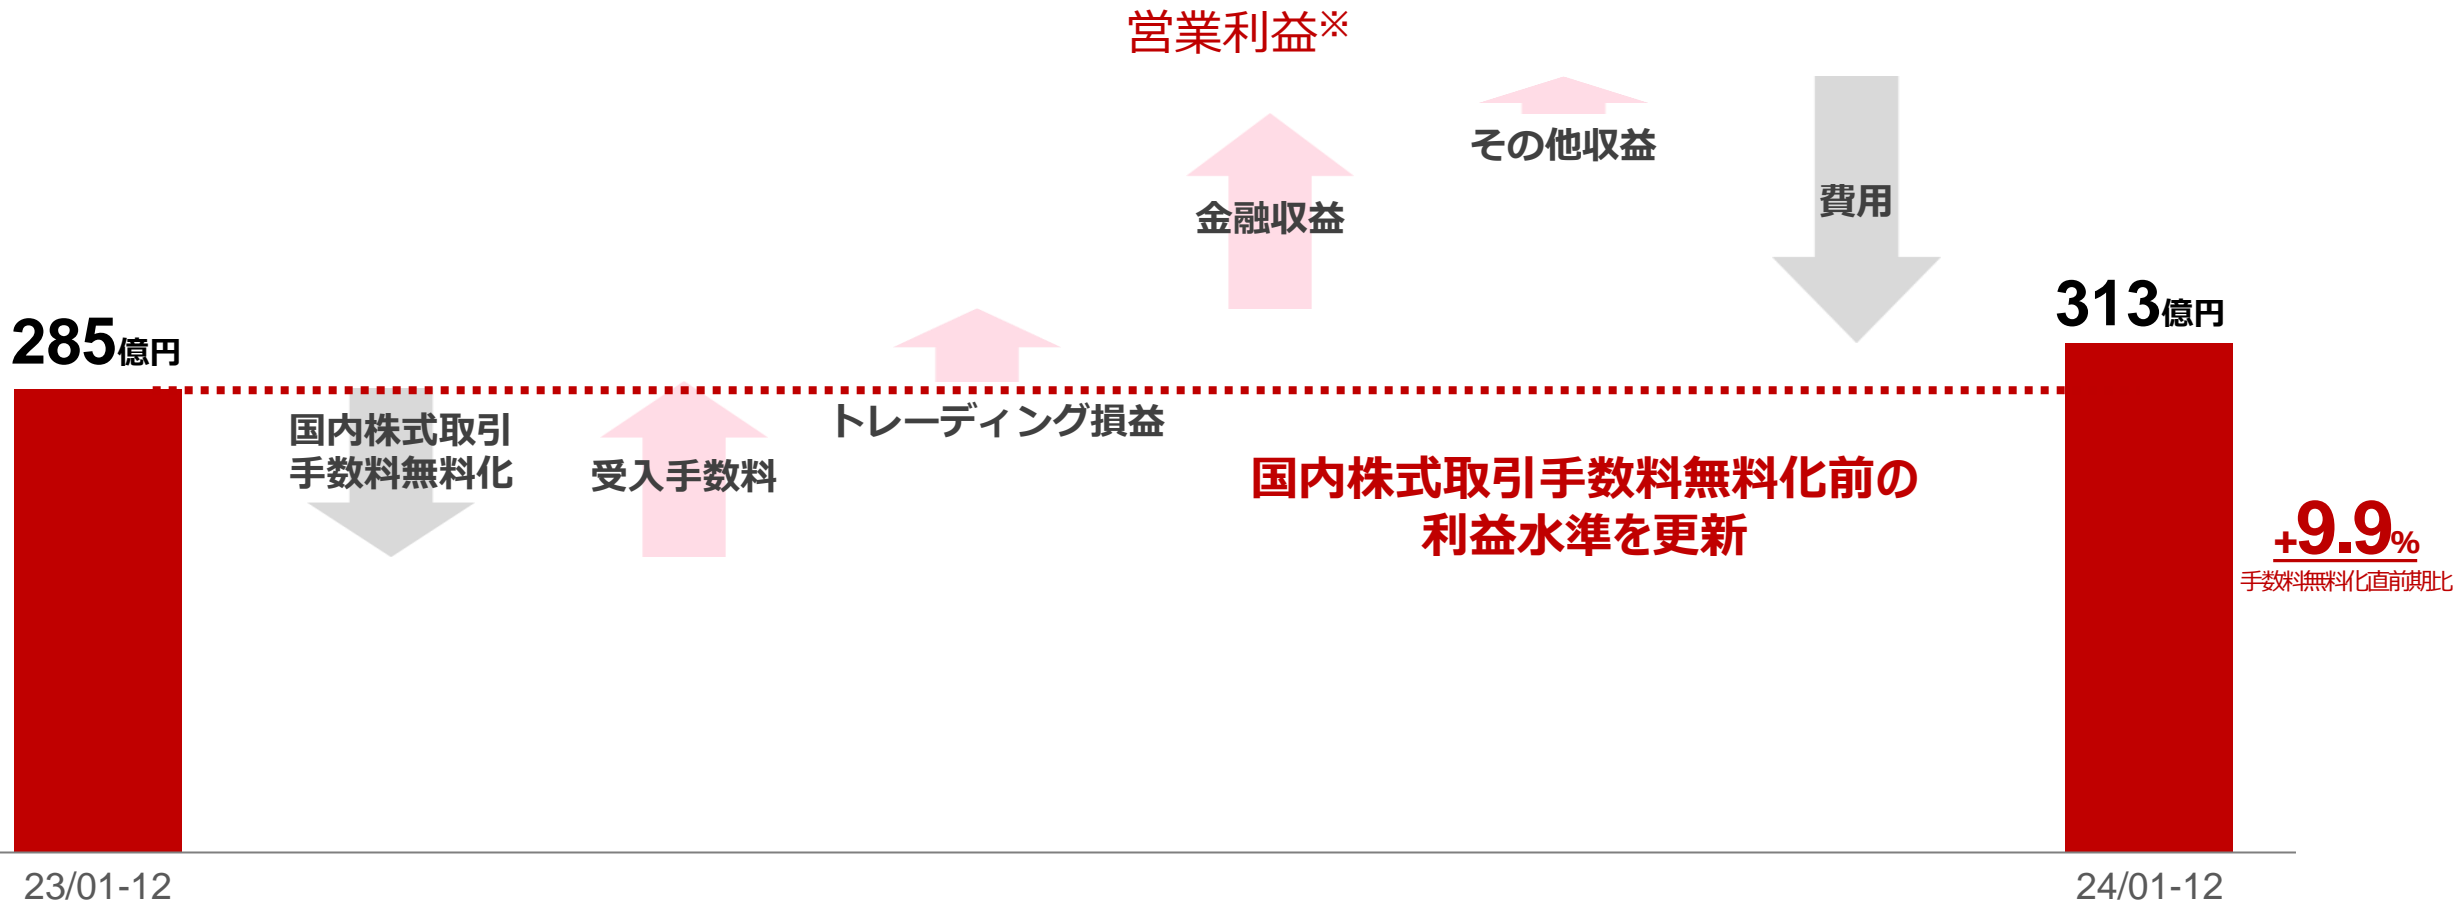 営業利益※
その他収益
金融収益
費用
285億円
313億円
国内株式取引
手数料無料化
受入手数料
トレーディング損益
国内株式取引手数料無料化前の
利益水準を更新
+9.9%
手数料無料化直前期比
23/01-12
24/01-12